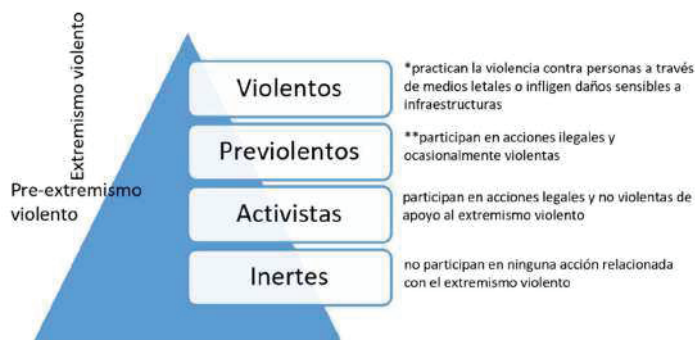 Extremismo violento
Pre-extremismo
violento
Violentos
*practican la violencia contra personas a través
de medios letales o infligen daños sensibles a
infraestructuras
Previolentos
**participan en acciones ilegales y
ocasionalmente violentas
Activistas
participan en acciones legales y no violentas de
apoyo al extremismo violento
Inertes
no participan en ninguna acción relacionada
con el extremismo violento